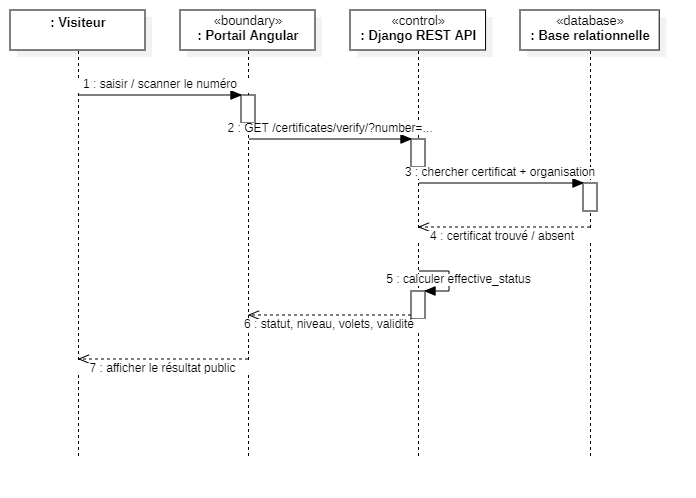 : Visiteur
«boundary»
: Portail Angular
«control»
: Django REST API
«database»
: Base relationnelle
1 : saisir / scanner le numéro
2 : GET /certificates/verify/?number=...
3 : chercher certificat + organisation
4 : certificat trouvé / absent
5 : calculer effective_status
6 : statut, niveau, volets, validité
7 : afficher le résultat public